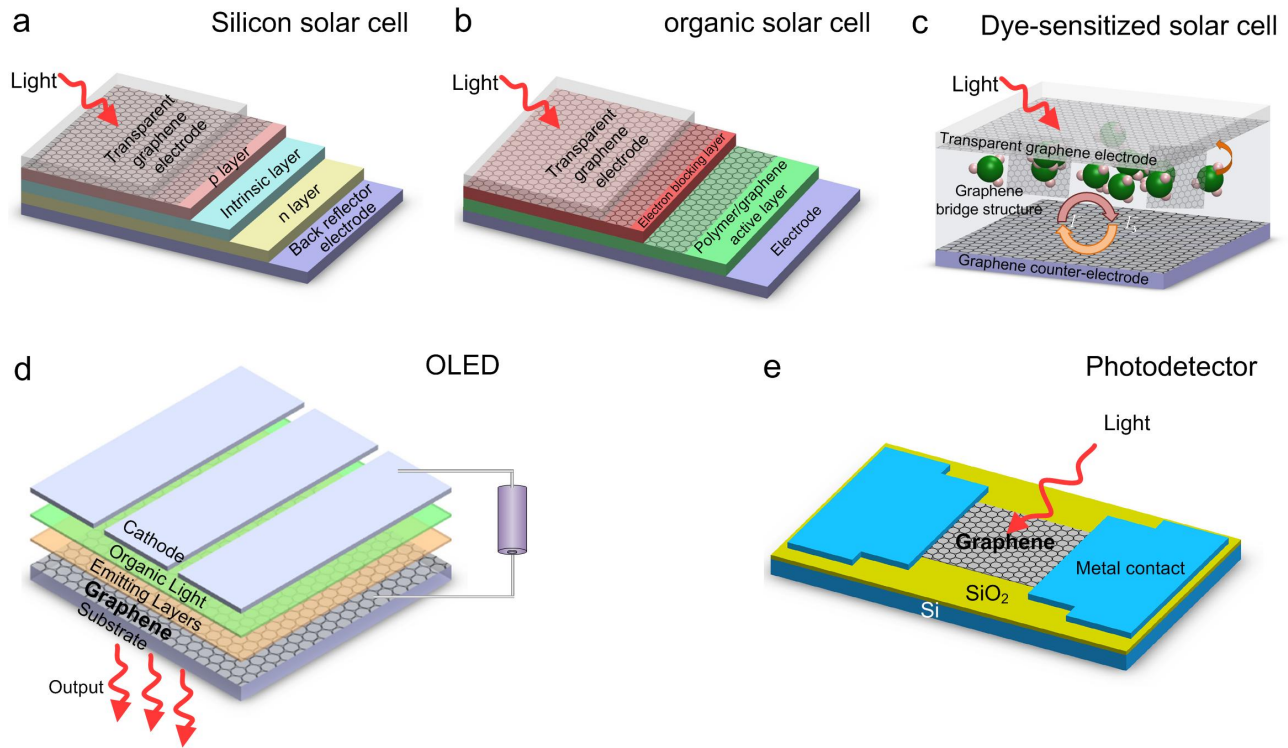 a
Silicon solar cell
Light
Transparent
graphene
electrode
p layer
Intrinsic layer
n layer
Back reflector
electrode
b
organic solar cell
Light
Transparent
graphene
electrode
Electron blocking layer
Polymer/graphene
active layer
Electrode
c
Dye-sensitized solar cell
Light
Transparent graphene electrode
Graphene
bridge structure
Graphene counter-electrode
d
OLED
Cathode
Organic Light
Emitting Layers
Graphene
Substrate
Output
e
Photodetector
Light
Graphene
Metal contact
SiO₂
Si